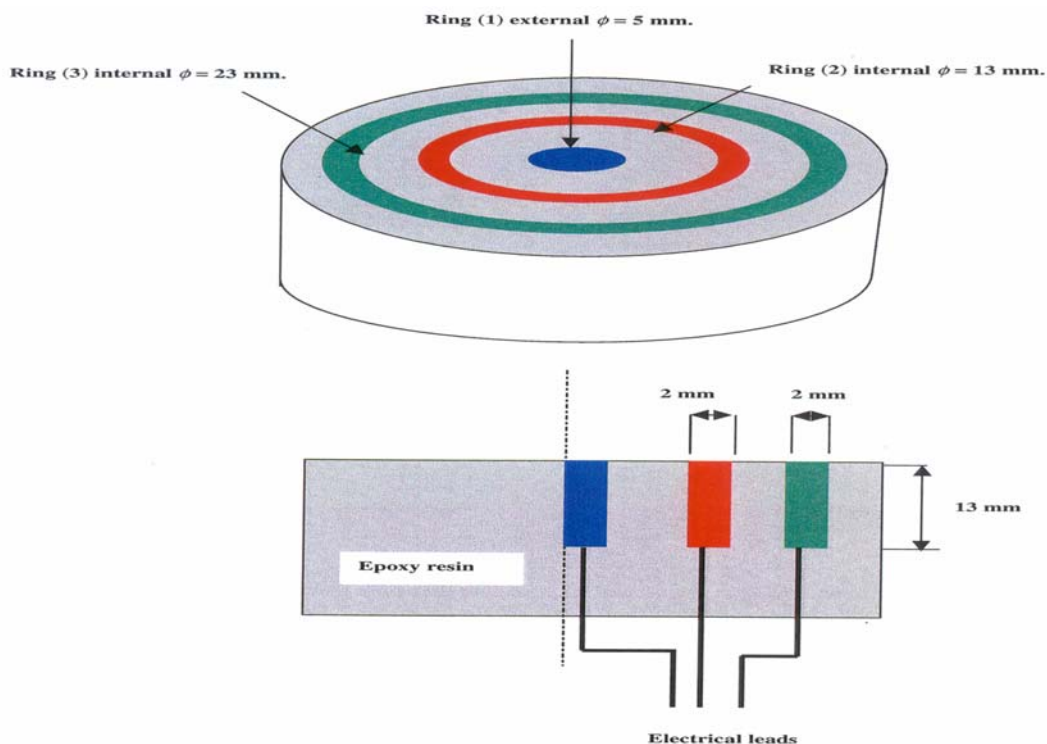 Ring (1) external ϕ = 5 mm.
Ring (3) internal ϕ = 23 mm.
Ring (2) internal ϕ = 13 mm.
2 mm
2 mm
13 mm
Epoxy resin
Electrical leads